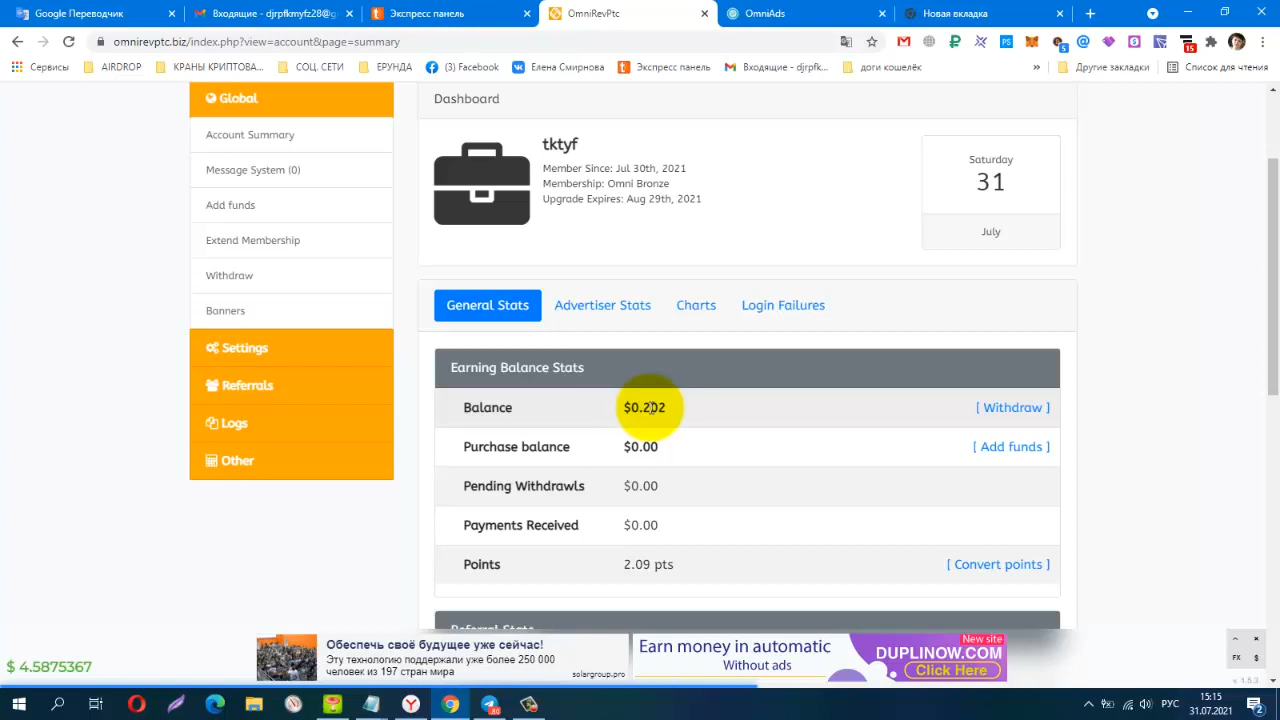 Google Переводчик
Входящие - djrpfkmyfz28@g
Экспресс панель
OmniRevPtc
OmniAds
Новая вкладка
omnirevptc.biz/index.php?view=account&page=summary
Сервисы
AIRDROP
КРАНЫ КРИПТОВА...
СОЦ. СЕТИ
ЕРУНДА
(3) Facebook
Елена Смирнова
Экспресс панель
Входящие - djrpfk...
доги кошелёк
»
Другие закладки
Список для чтения
Global
Account Summary
Message System (0)
Add funds
Extend Membership
Withdraw
Banners
Settings
Referrals
Logs
Other
Dashboard
tktyf
Member Since: Jul 30th, 2021
Membership: Omni Bronze
Upgrade Expires: Aug 29th, 2021
Saturday
31
July
General Stats
Advertiser Stats
Charts
Login Failures
Earning Balance Stats
Balance $0.202 [ Withdraw ]
Purchase balance $0.00 [ Add funds ]
Pending Withdrawls $0.00
Payments Received $0.00
Points 2.09 pts [ Convert points ]
Referral Stats
$ 4.5875367
Обеспечь своё будущее уже сейчас!
Эту технологию поддержали уже более 250 000
человек из 197 стран мира
solargroup.pro
Earn money in automatic
Without ads
New site
DUPLINOW.COM
Click Here
FX $
v 1.5.3
РУС
15:15
31.07.2021